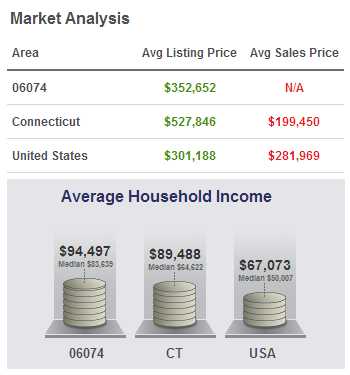 Market Analysis
Area Avg Listing Price Avg Sales Price
06074 $352,652 N/A
Connecticut $527,846 $199,450
United States $301,188 $281,969
Average Household Income
$94,497 $89,488 $67,073
Median $83,639 Median $64,622 Median $50,007
06074 CT USA